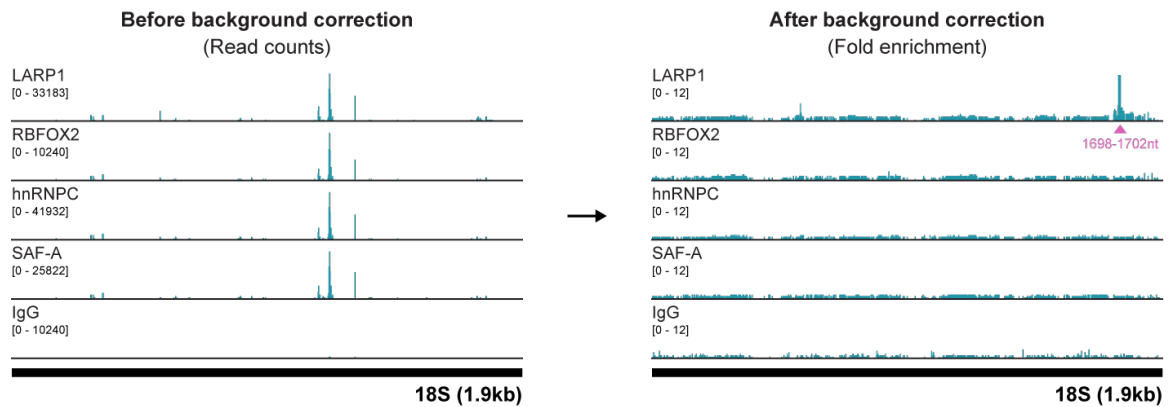 Before background correction
(Read counts)
LARP1
[0 - 33183]
RBFOX2
[0 - 10240]
hnRNPC
[0 - 41932]
SAF-A
[0 - 25822]
IgG
[0 - 10240]
18S (1.9kb)
After background correction
(Fold enrichment)
LARP1
[0 - 12]
1698-1702nt
RBFOX2
[0 - 12]
hnRNPC
[0 - 12]
SAF-A
[0 - 12]
IgG
[0 - 12]
18S (1.9kb)